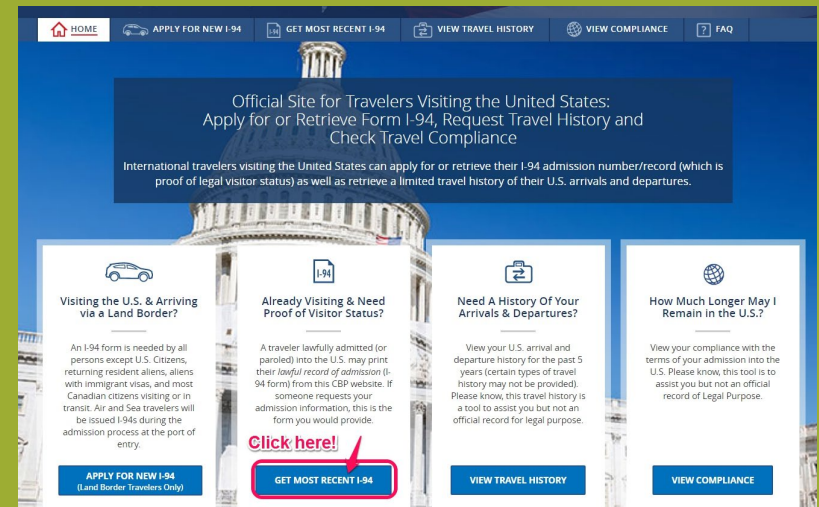 HOME
APPLY FOR NEW I-94
I-94
GET MOST RECENT I-94
VIEW TRAVEL HISTORY
VIEW COMPLIANCE
? FAQ
Official Site for Travelers Visiting the United States:
Apply for or Retrieve Form I-94, Request Travel History and
Check Travel Compliance
International travelers visiting the United States can apply for or retrieve their I-94 admission number/record (which is
proof of legal visitor status) as well as retrieve a limited travel history of their U.S. arrivals and departures.
Visiting the U.S. & Arriving
via a Land Border?
An I-94 form is needed by all
persons except U.S. Citizens,
returning resident aliens, aliens
with immigrant visas, and most
Canadian citizens visiting or in
transit. Air and Sea travelers will
be issued I-94s during the
admission process at the port of
entry.
APPLY FOR NEW I-94
(Land Border Travelers Only)
I-94
Already Visiting & Need
Proof of Visitor Status?
A traveler lawfully admitted (or
paroled) into the U.S. may print
their lawful record of admission (I-
94 form) from this CBP website. If
someone requests your
admission information, this is the
form you would provide.
Click here!
GET MOST RECENT I-94
Need A History Of Your
Arrivals & Departures?
View your U.S. arrival and
departure history for the past 5
years (certain types of travel
history may not be provided).
Please know, this travel history is
a tool to assist you but not an
official record for legal purpose.
VIEW TRAVEL HISTORY
How Much Longer May I
Remain in the U.S.?
View your compliance with the
terms of your admission into the
U.S. Please know, this tool is to
assist you but not an official
record of Legal Purpose.
VIEW COMPLIANCE